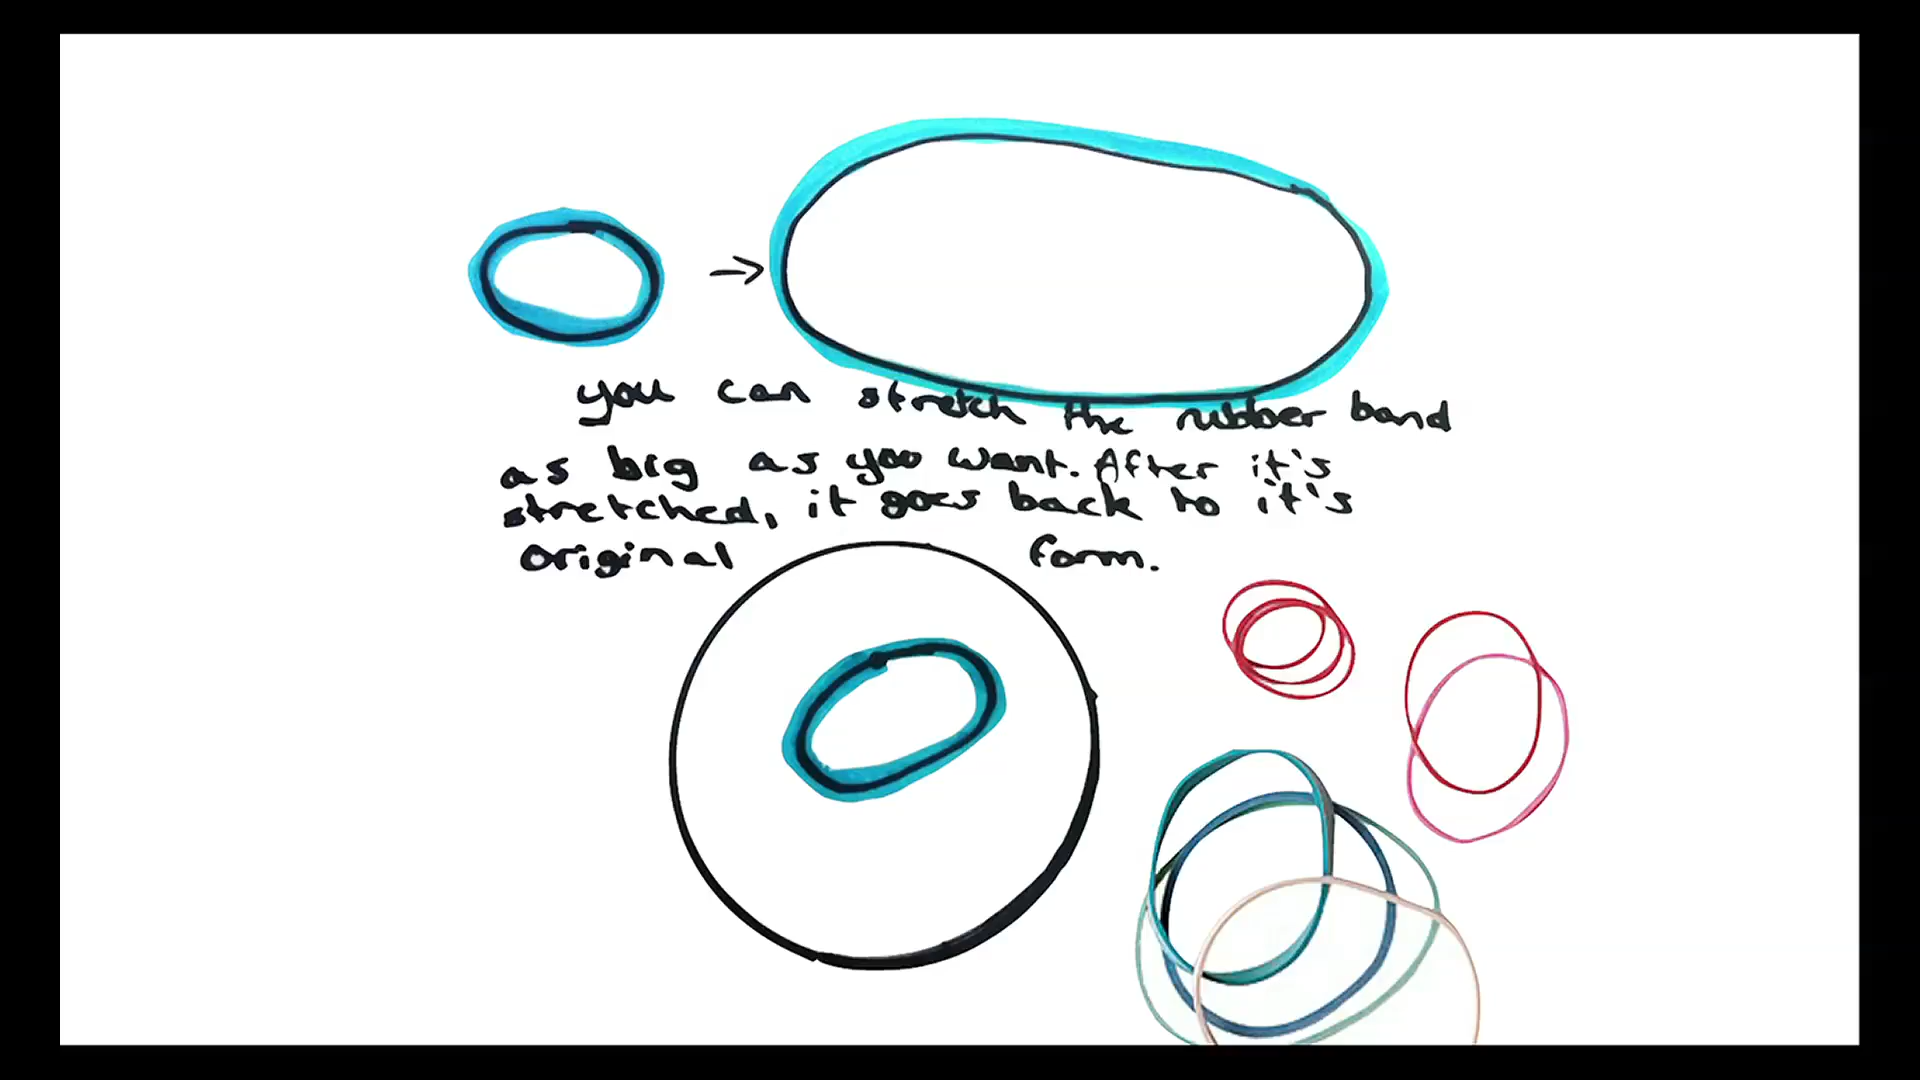 you can stretch the rubber band
as big as you want. After it's
stretched, it goes back to it's
original form.